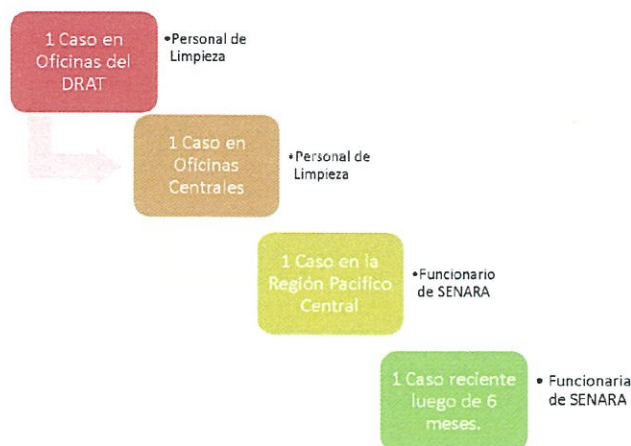 1 Caso en
Oficinas del
DRAT
•Personal de
Limpieza
1 Caso en
Oficinas
Centrales
•Personal de
Limpieza
1 Caso en la
Región Pacifico
Central
•Funcionario
de SENARA
1 Caso reciente
luego de 6
meses.
• Funcionaria
de SENARA